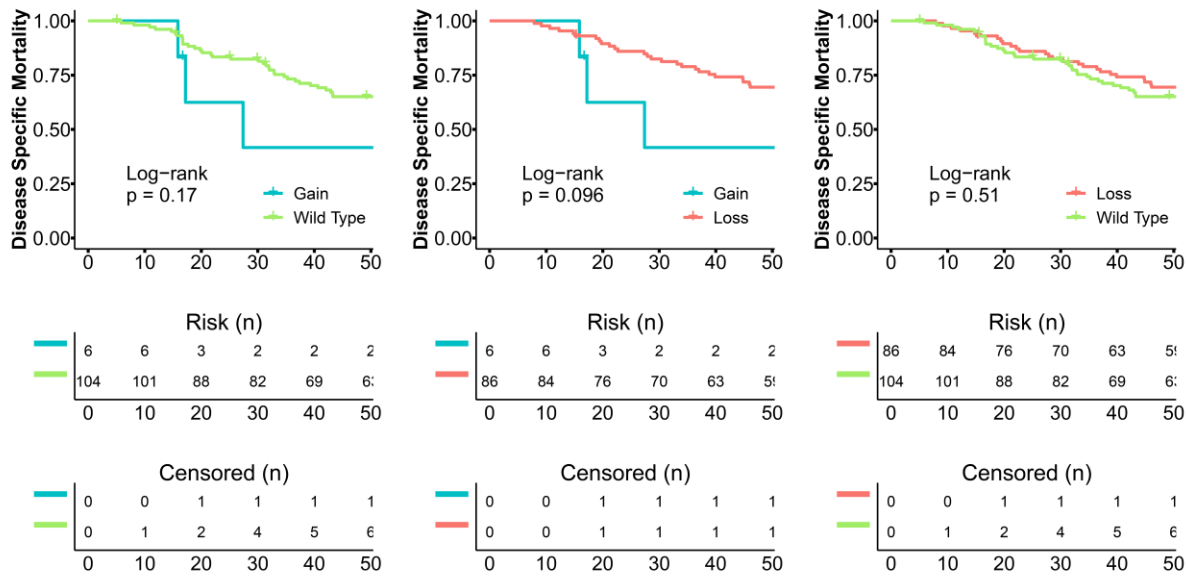 Disease Specific Mortality
1.00
0.75
0.50
0.25
0.00
Log−rank
p = 0.17
Gain
Wild Type
0 10 20 30 40 50
Disease Specific Mortality
1.00
0.75
0.50
0.25
0.00
Log−rank
p = 0.096
Gain
Loss
0 10 20 30 40 50
Disease Specific Mortality
1.00
0.75
0.50
0.25
0.00
Log−rank
p = 0.51
Loss
Wild Type
0 10 20 30 40 50
Risk (n)
6 6 3 2 2 2
104 101 88 82 69 63
0 10 20 30 40 50
Risk (n)
6 6 3 2 2 2
86 84 76 70 63 59
0 10 20 30 40 50
Risk (n)
86 84 76 70 63 59
104 101 88 82 69 63
0 10 20 30 40 50
Censored (n)
0 0 1 1 1 1
0 1 2 4 5 6
0 10 20 30 40 50
Censored (n)
0 0 1 1 1 1
0 0 1 1 1 1
0 10 20 30 40 50
Censored (n)
0 0 1 1 1 1
0 1 2 4 5 6
0 10 20 30 40 50